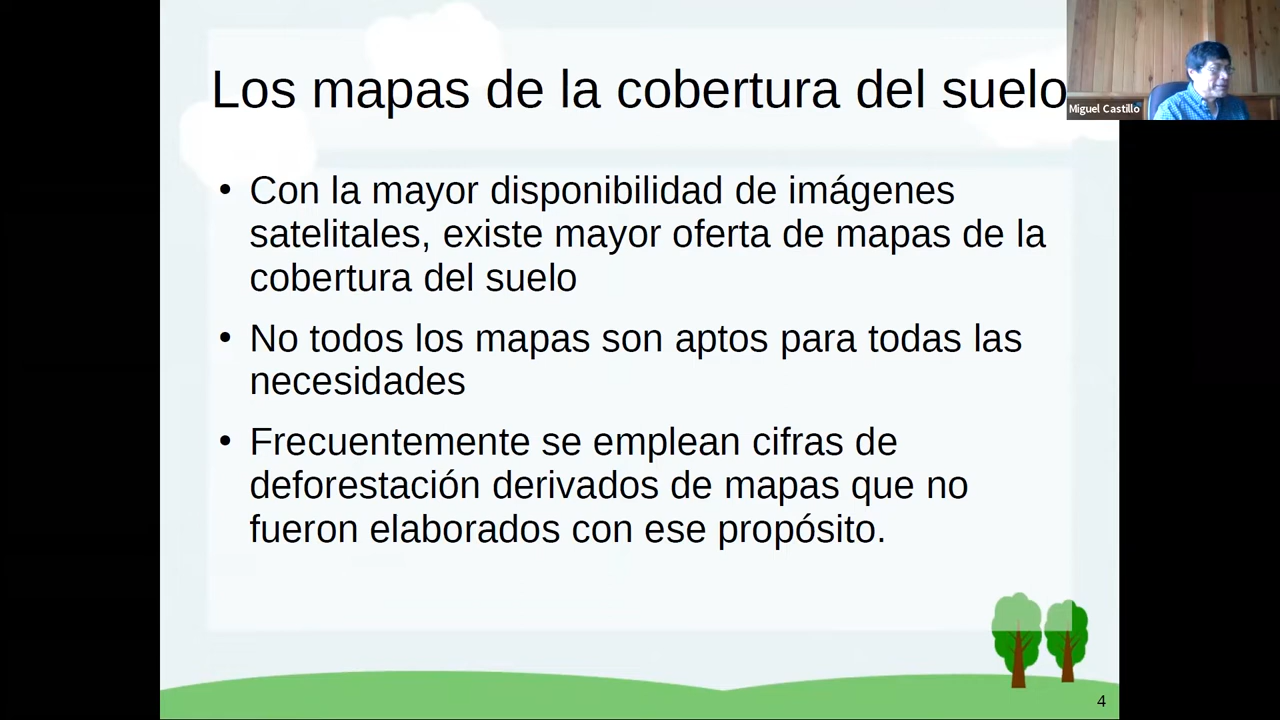 Los mapas de la cobertura del suelo
Miguel Castillo
• Con la mayor disponibilidad de imágenes
satelitales, existe mayor oferta de mapas de la
cobertura del suelo
• No todos los mapas son aptos para todas las
necesidades
• Frecuentemente se emplean cifras de
deforestación derivados de mapas que no
fueron elaborados con ese propósito.
4